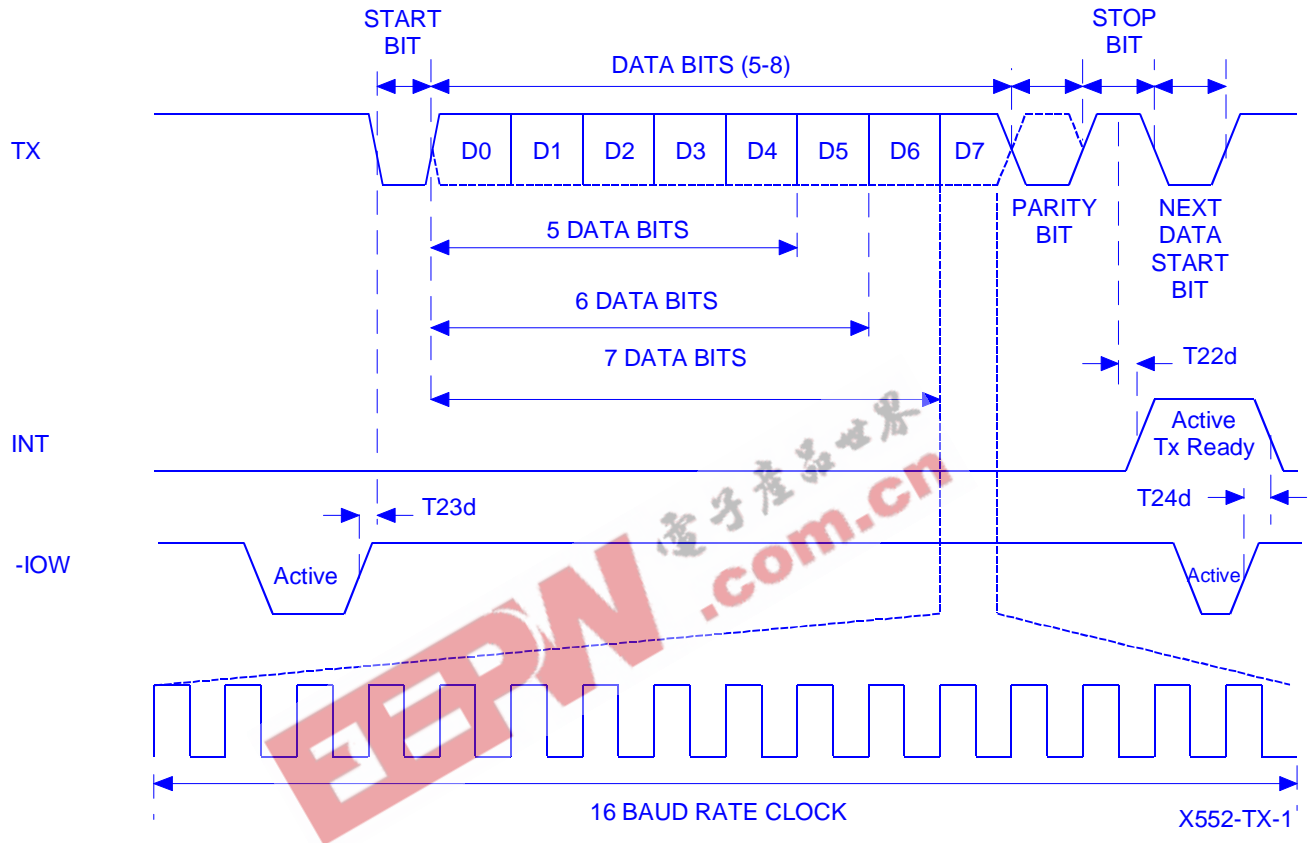 START
BIT
STOP
BIT
DATA BITS (5-8)
TX
D0
D1
D2
D3
D4
D5
D6
D7
PARITY
BIT
NEXT
DATA
START
BIT
5 DATA BITS
6 DATA BITS
7 DATA BITS
T22d
INT
Active
Tx Ready
T23d
T24d
-IOW
Active
Active
電子產品世界
EEPW
.com.cn
16 BAUD RATE CLOCK
X552-TX-1